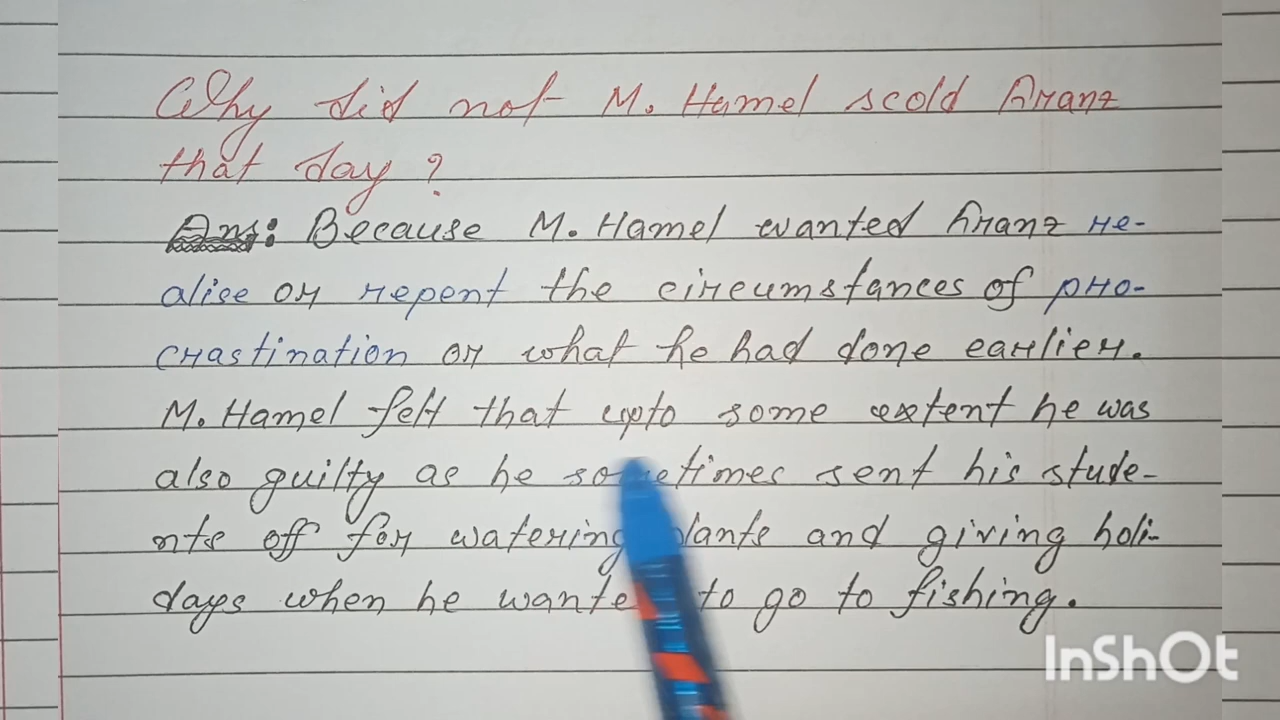 Why did not M. Hamel scold Franz
that day ?
Ans: Because M. Hamel wanted Franz re-
alise or repent the circumstances of pro-
crastination or what he had done earlier.
M. Hamel felt that upto some extent he was
also guilty as he sometimes sent his stude-
nts off for watering plants and giving holi-
days when he wanted to go to fishing.
InShOt